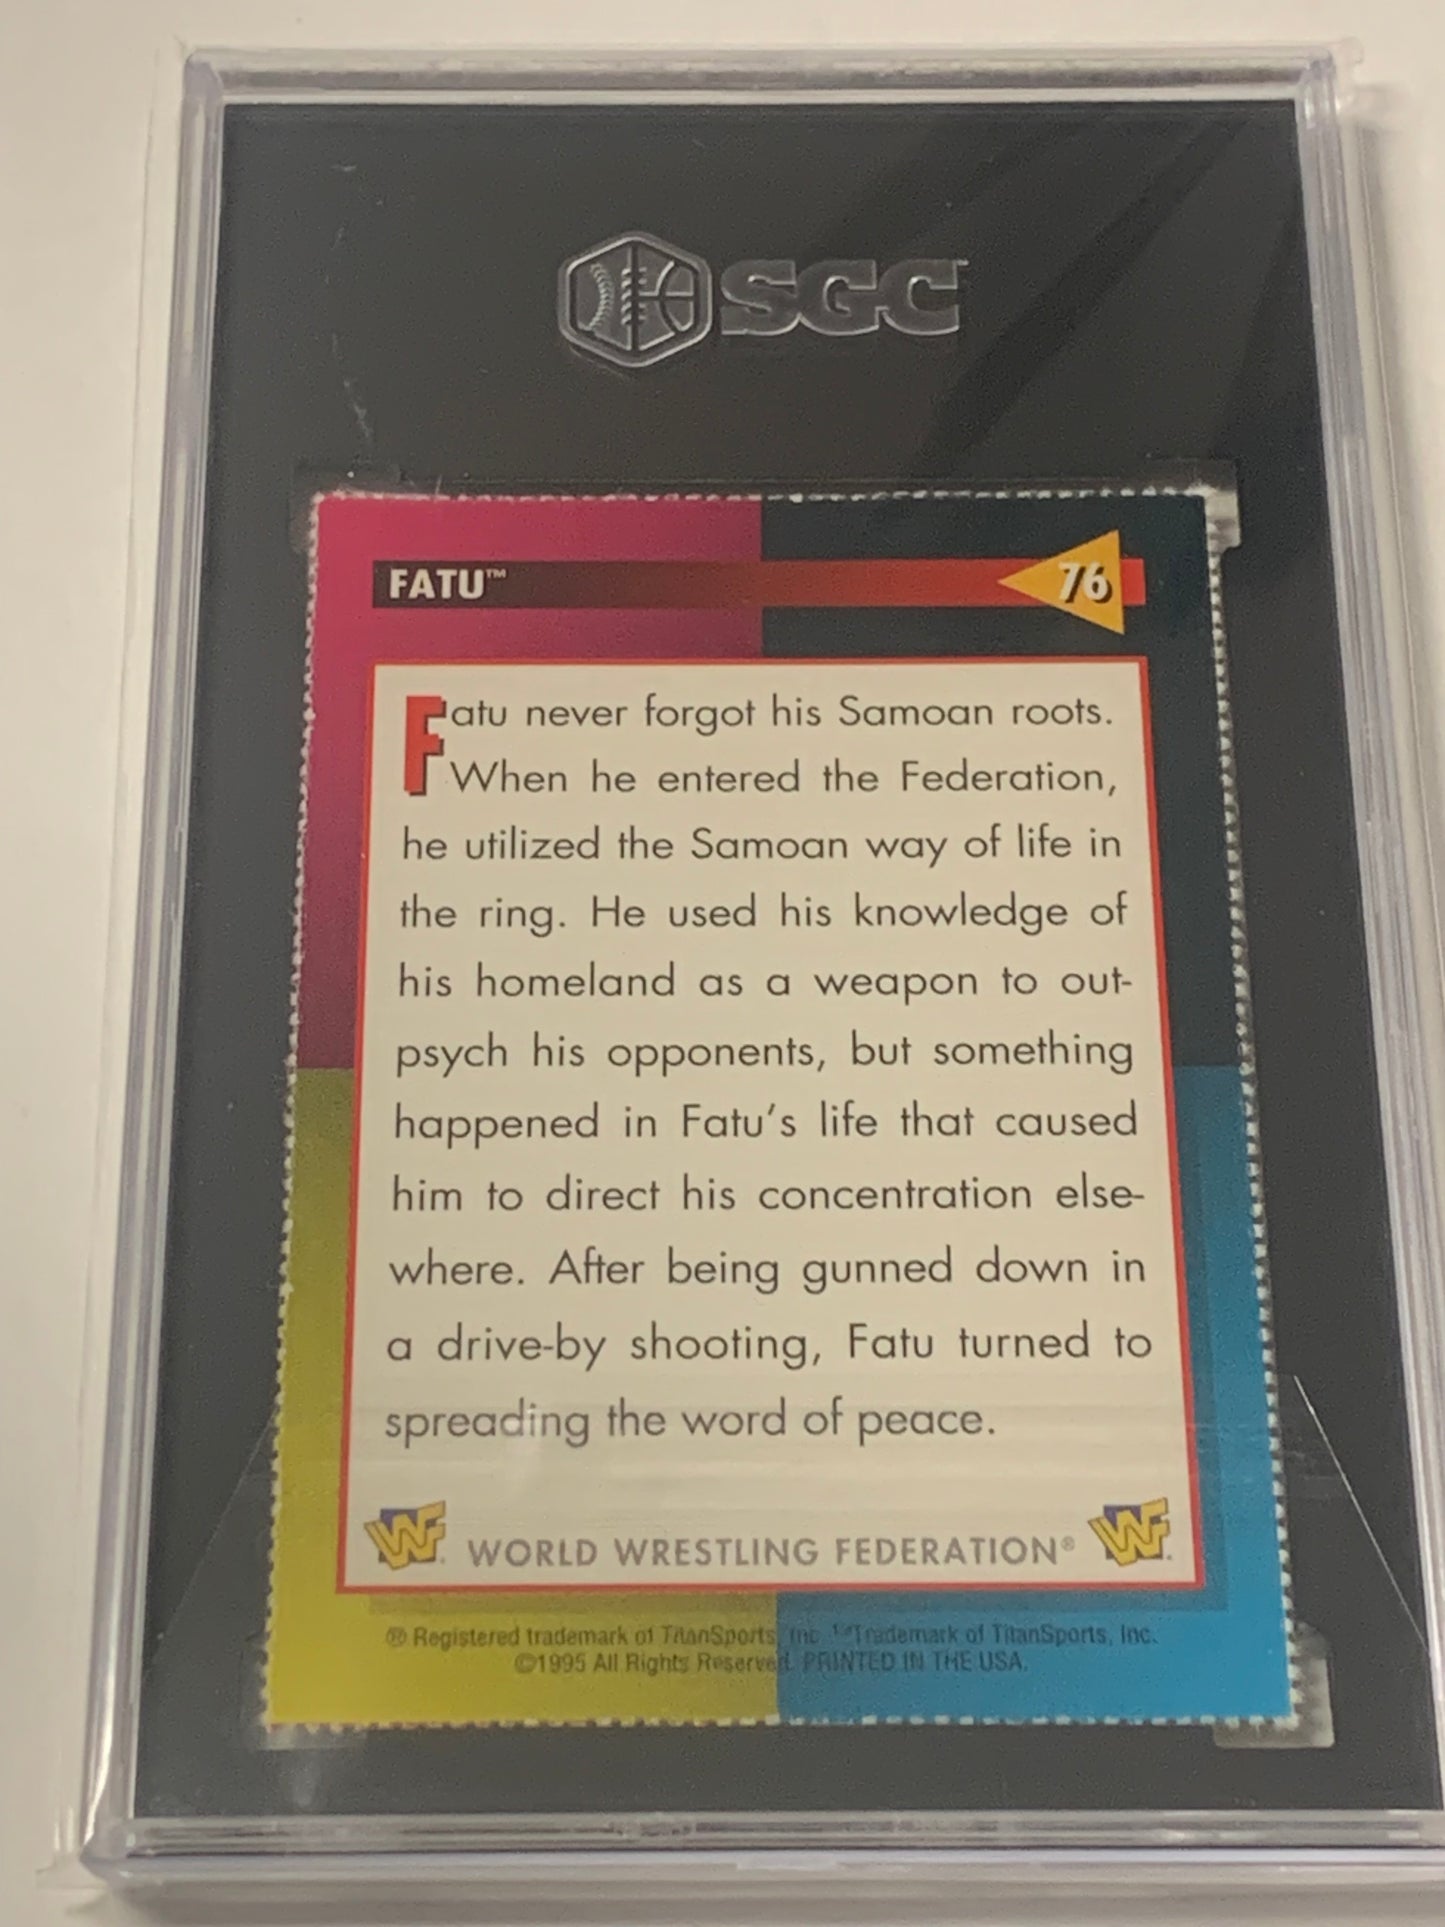 SGC
FATU™
76
Fatu never forgot his Samoan roots.
When he entered the Federation,
he utilized the Samoan way of life in
the ring. He used his knowledge of
his homeland as a weapon to out-
psych his opponents, but something
happened in Fatu's life that caused
him to direct his concentration else-
where. After being gunned down in
a drive-by shooting, Fatu turned to
spreading the word of peace.
WF. WORLD WRESTLING FEDERATION® WF.
® Registered trademark of TitanSports, Inc. ™Trademark of TitanSports, Inc.
©1995 All Rights Reserved. PRINTED IN THE USA.